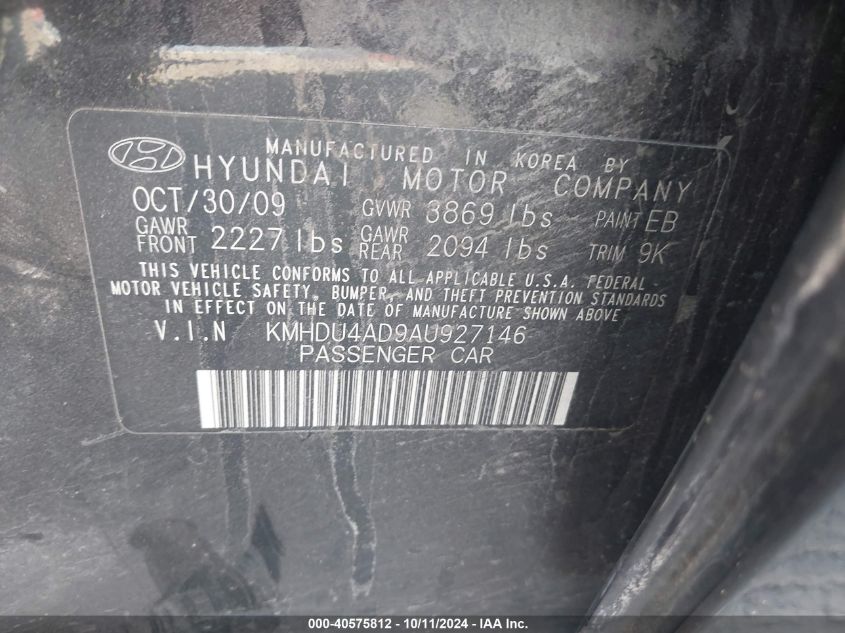 MANUFACTURED IN KOREA BY
HYUNDAI MOTOR COMPANY
OCT/30/09 GVWR 3869 lbs PAINT EB
GAWR FRONT 2227 lbs GAWR REAR 2094 lbs TRIM 9K
THIS VEHICLE CONFORMS TO ALL APPLICABLE U.S.A. FEDERAL
MOTOR VEHICLE SAFETY, BUMPER, AND THEFT PREVENTION STANDARDS
IN EFFECT ON THE DATE OF MANUFACTURE SHOWN ABOVE
V.I.N KMHDU4AD9AU927146
PASSENGER CAR
000-40575812 - 10/11/2024 - IAA Inc.